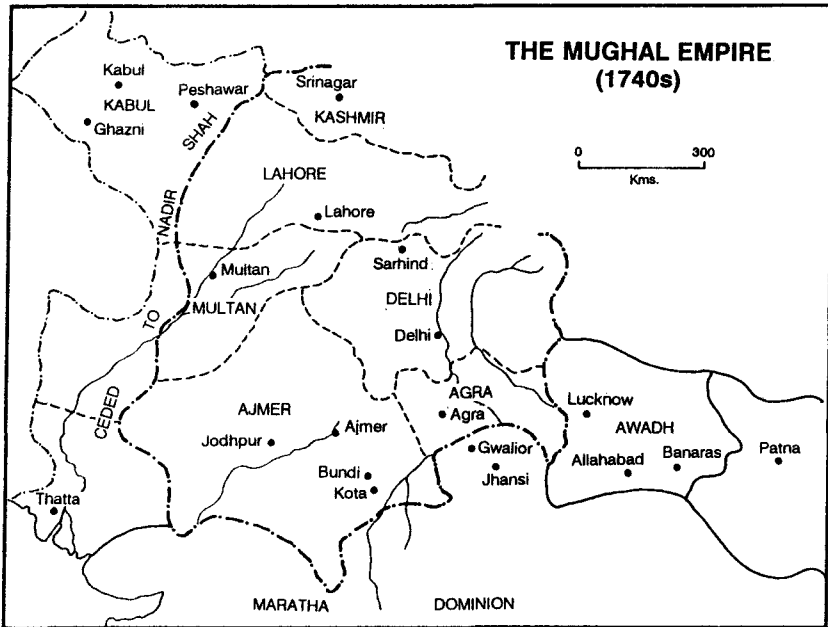 THE MUGHAL EMPIRE
(1740s)
0 300
Kms.
Kabul
KABUL
Ghazni
Peshawar
Srinagar
KASHMIR
CEDED TO NADIR SHAH
LAHORE
Lahore
Multan
MULTAN
Sarhind
DELHI
Delhi
AGRA
Agra
AJMER
Ajmer
Jodhpur
Bundi
Kota
Gwalior
Jhansi
Lucknow
AWADH
Allahabad
Banaras
Patna
Thatta
MARATHA DOMINION